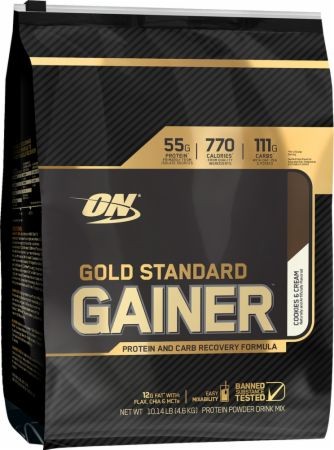 55G 770 111G
PROTEIN CALORIES CARBS
ON
GOLD STANDARD
GAINER
PROTEIN AND CARB RECOVERY FORMULA
COOKIES & CREAM
12G FAT WITH
FLAX, CHIA & MCTs
EASY
MIXABILITY
BANNED
SUBSTANCE
TESTED
NET WT 10.14 LB (4.6 KG) PROTEIN POWDER DRINK MIX